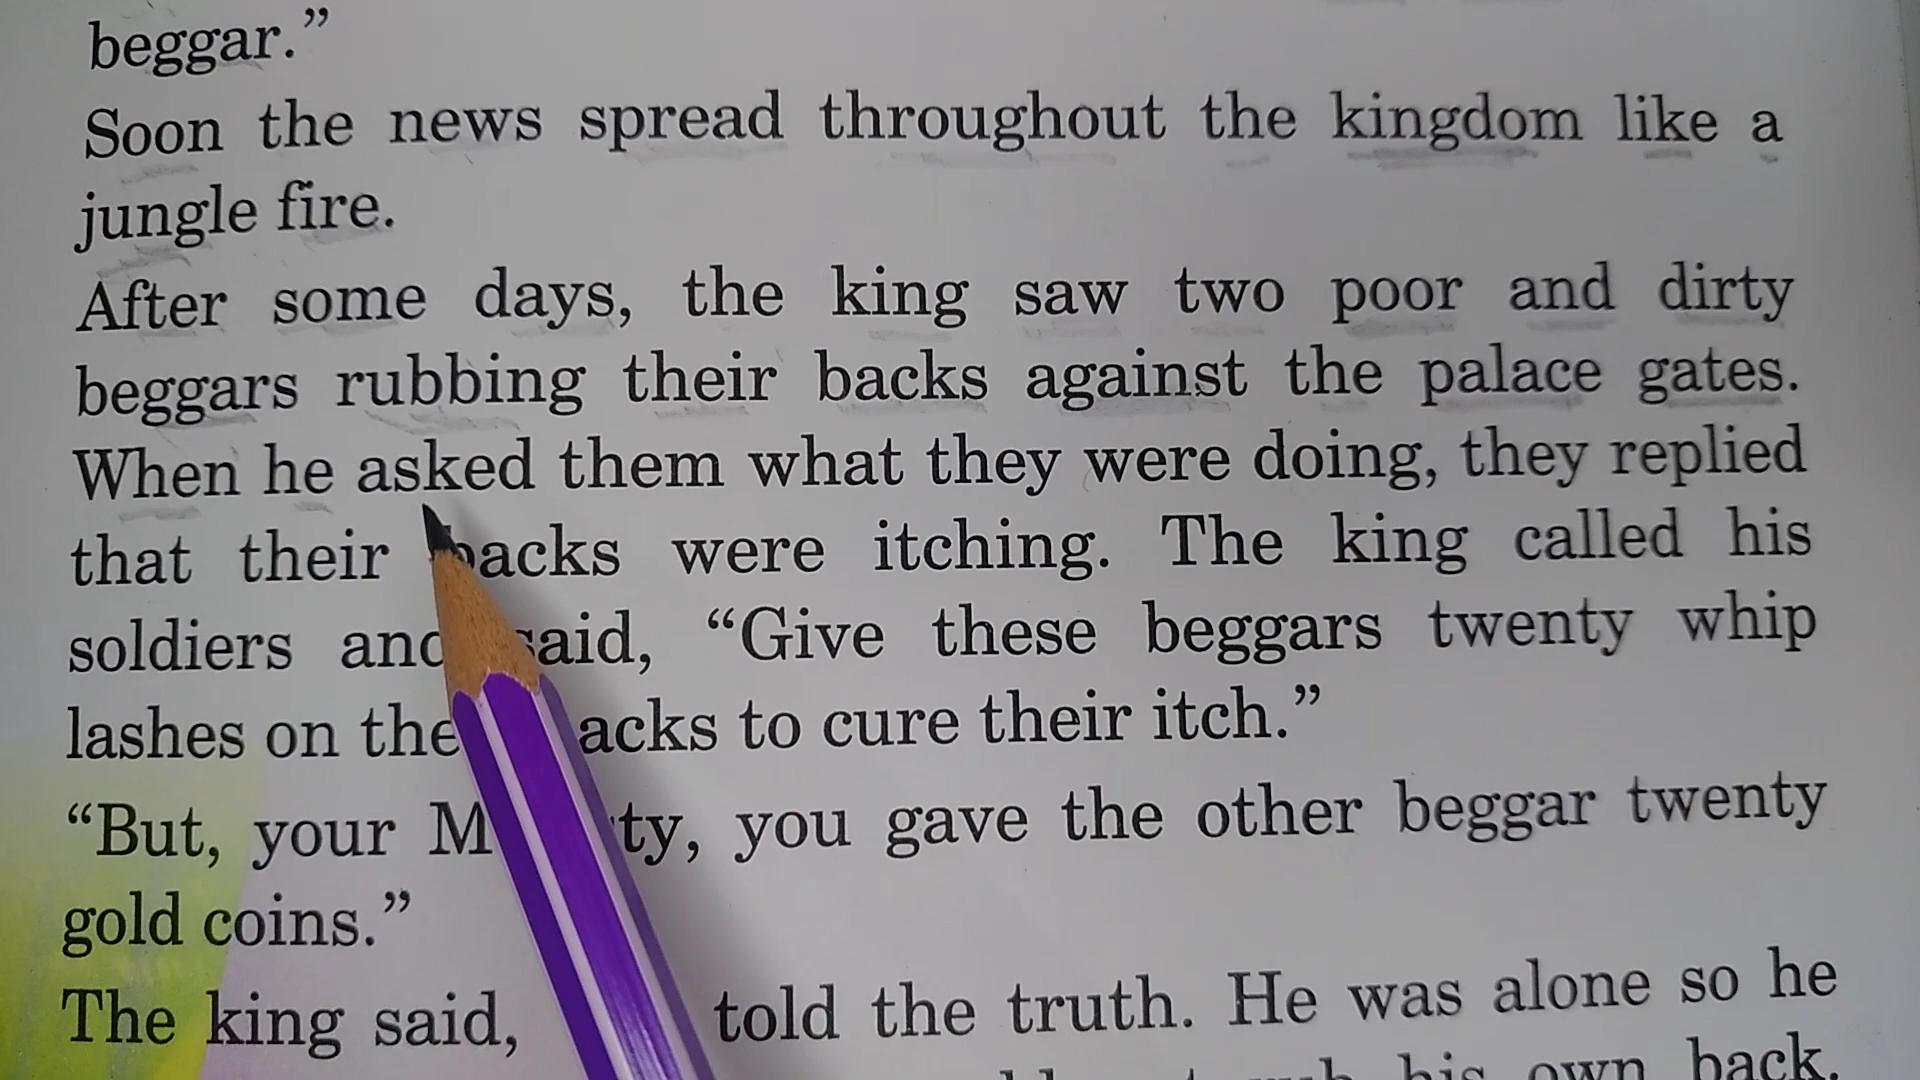 beggar.”
Soon the news spread throughout the kingdom like a
jungle fire.
After some days, the king saw two poor and dirty
beggars rubbing their backs against the palace gates.
When he asked them what they were doing, they replied
that their backs were itching. The king called his
soldiers and said, “Give these beggars twenty whip
lashes on acks to cure their itch.”
“But, your ty, you gave the other beggar twenty
gold coins.”
The king said, told the truth. He was alone so he
his own back.